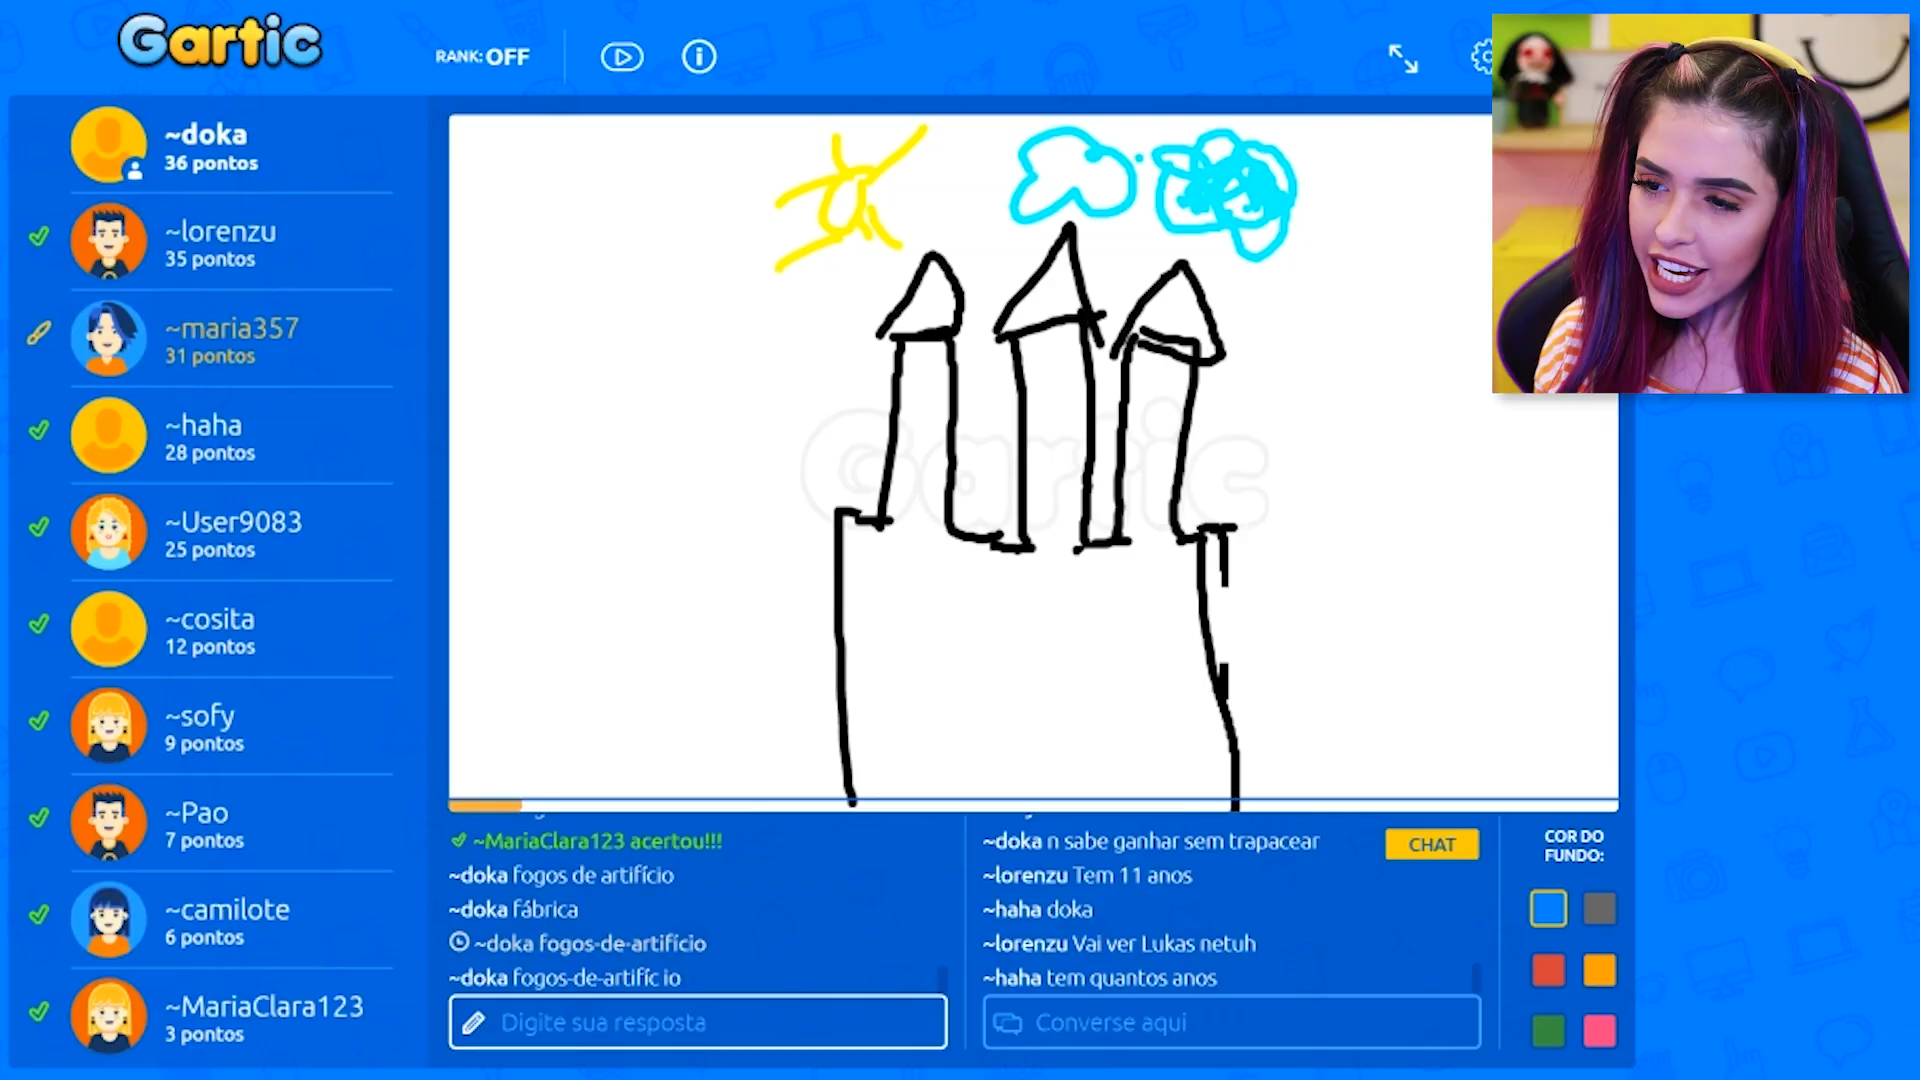 Gartic
RANK: OFF
~doka
36 pontos
~lorenzu
35 pontos
~maria357
31 pontos
~haha
28 pontos
~User9083
25 pontos
~cosita
12 pontos
~sofy
9 pontos
~Pao
7 pontos
~camilote
6 pontos
~MariaClara123
3 pontos
Gartic
~MariaClara123 acertou!!!
~doka fogos de artifício
~doka fábrica
~doka fogos-de-artifício
~doka fogos-de-artifíc io
Digite sua resposta
~doka n sabe ganhar sem trapacear
~lorenzu Tem 11 anos
~haha doka
~lorenzu Vai ver Lukas netuh
~haha tem quantos anos
Converse aqui
CHAT
COR DO
FUNDO: